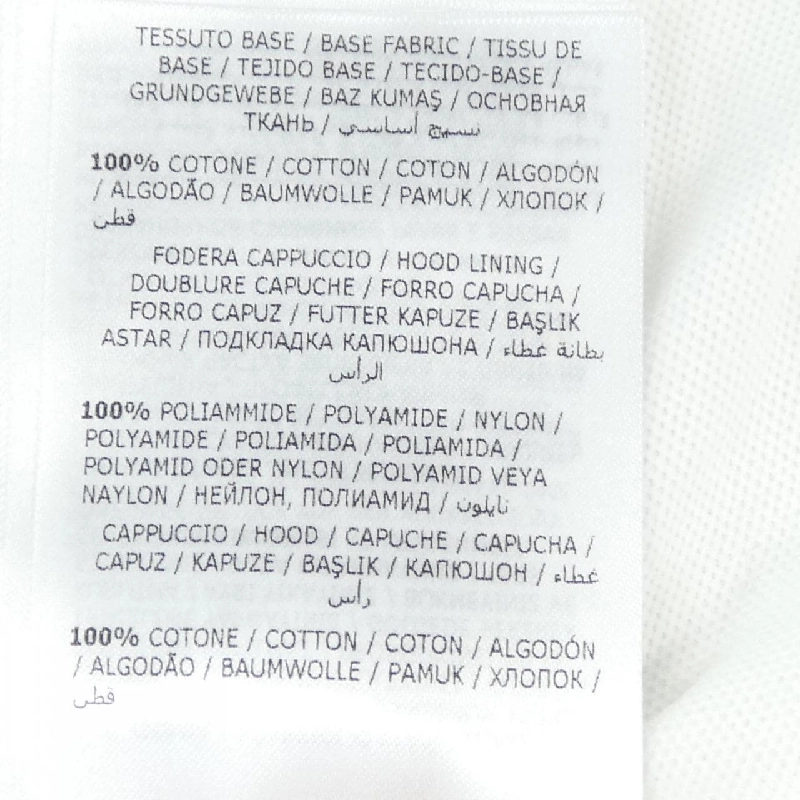 TESSUTO BASE / BASE FABRIC / TISSU DE
BASE / TEJIDO BASE / TECIDO-BASE /
GRUNDGEWEBE / BAZ KUMAŞ / ОСНОВНАЯ
ТКАНЬ / نسيج أساسي
100% COTONE / COTTON / COTON / ALGODÓN
/ ALGODÃO / BAUMWOLLE / PAMUK / ХЛОПОК /
قطن
FODERA CAPPUCCIO / HOOD LINING /
DOUBLURE CAPUCHE / FORRO CAPUCHA /
FORRO CAPUZ / FUTTER KAPUZE / BAŞLIK
ASTAR / ПОДКЛАДКА КАПЮШОНА / بطانة غطاء
الرأس
100% POLIAMMIDE / POLYAMIDE / NYLON /
POLYAMIDE / POLIAMIDA / POLIAMIDA /
POLYAMID ODER NYLON / POLYAMID VEYA
NAYLON / НЕЙЛОН, ПОЛИАМИД / نايلون
CAPPUCCIO / HOOD / CAPUCHE / CAPUCHA /
CAPUZ / KAPUZE / BAŞLIK / КАПЮШОН / غطاء
رأس
100% COTONE / COTTON / COTON / ALGODÓN
/ ALGODÃO / BAUMWOLLE / PAMUK / ХЛОПОК /
قطن